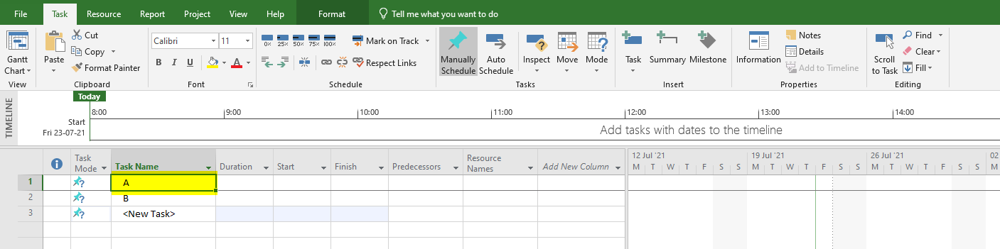 File Task Resource Report Project View Help Format Tell me what you want to do
Gantt Chart
View
Paste
Cut
Copy
Format Painter
Clipboard
Calibri 11
B I U A
Font
0% 25% 50% 75% 100%
Mark on Track
Respect Links
Schedule
Manually Schedule
Auto Schedule
Inspect
Move
Mode
Tasks
Task
Summary
Milestone
Insert
Information
Notes
Details
Add to Timeline
Properties
Scroll to Task
Find
Clear
Fill
Editing
TIMELINE
Today
8:00 9:00 10:00 11:00 12:00 13:00 14:00
Start
Fri 23-07-21
Add tasks with dates to the timeline
Task Mode Task Name Duration Start Finish Predecessors Resource Names Add New Column
12 Jul '21 19 Jul '21 26 Jul '21 02
M T W T F S S M T W T F S S M T W T F S S M
1 ? A
2 ? B
3 ? <New Task>